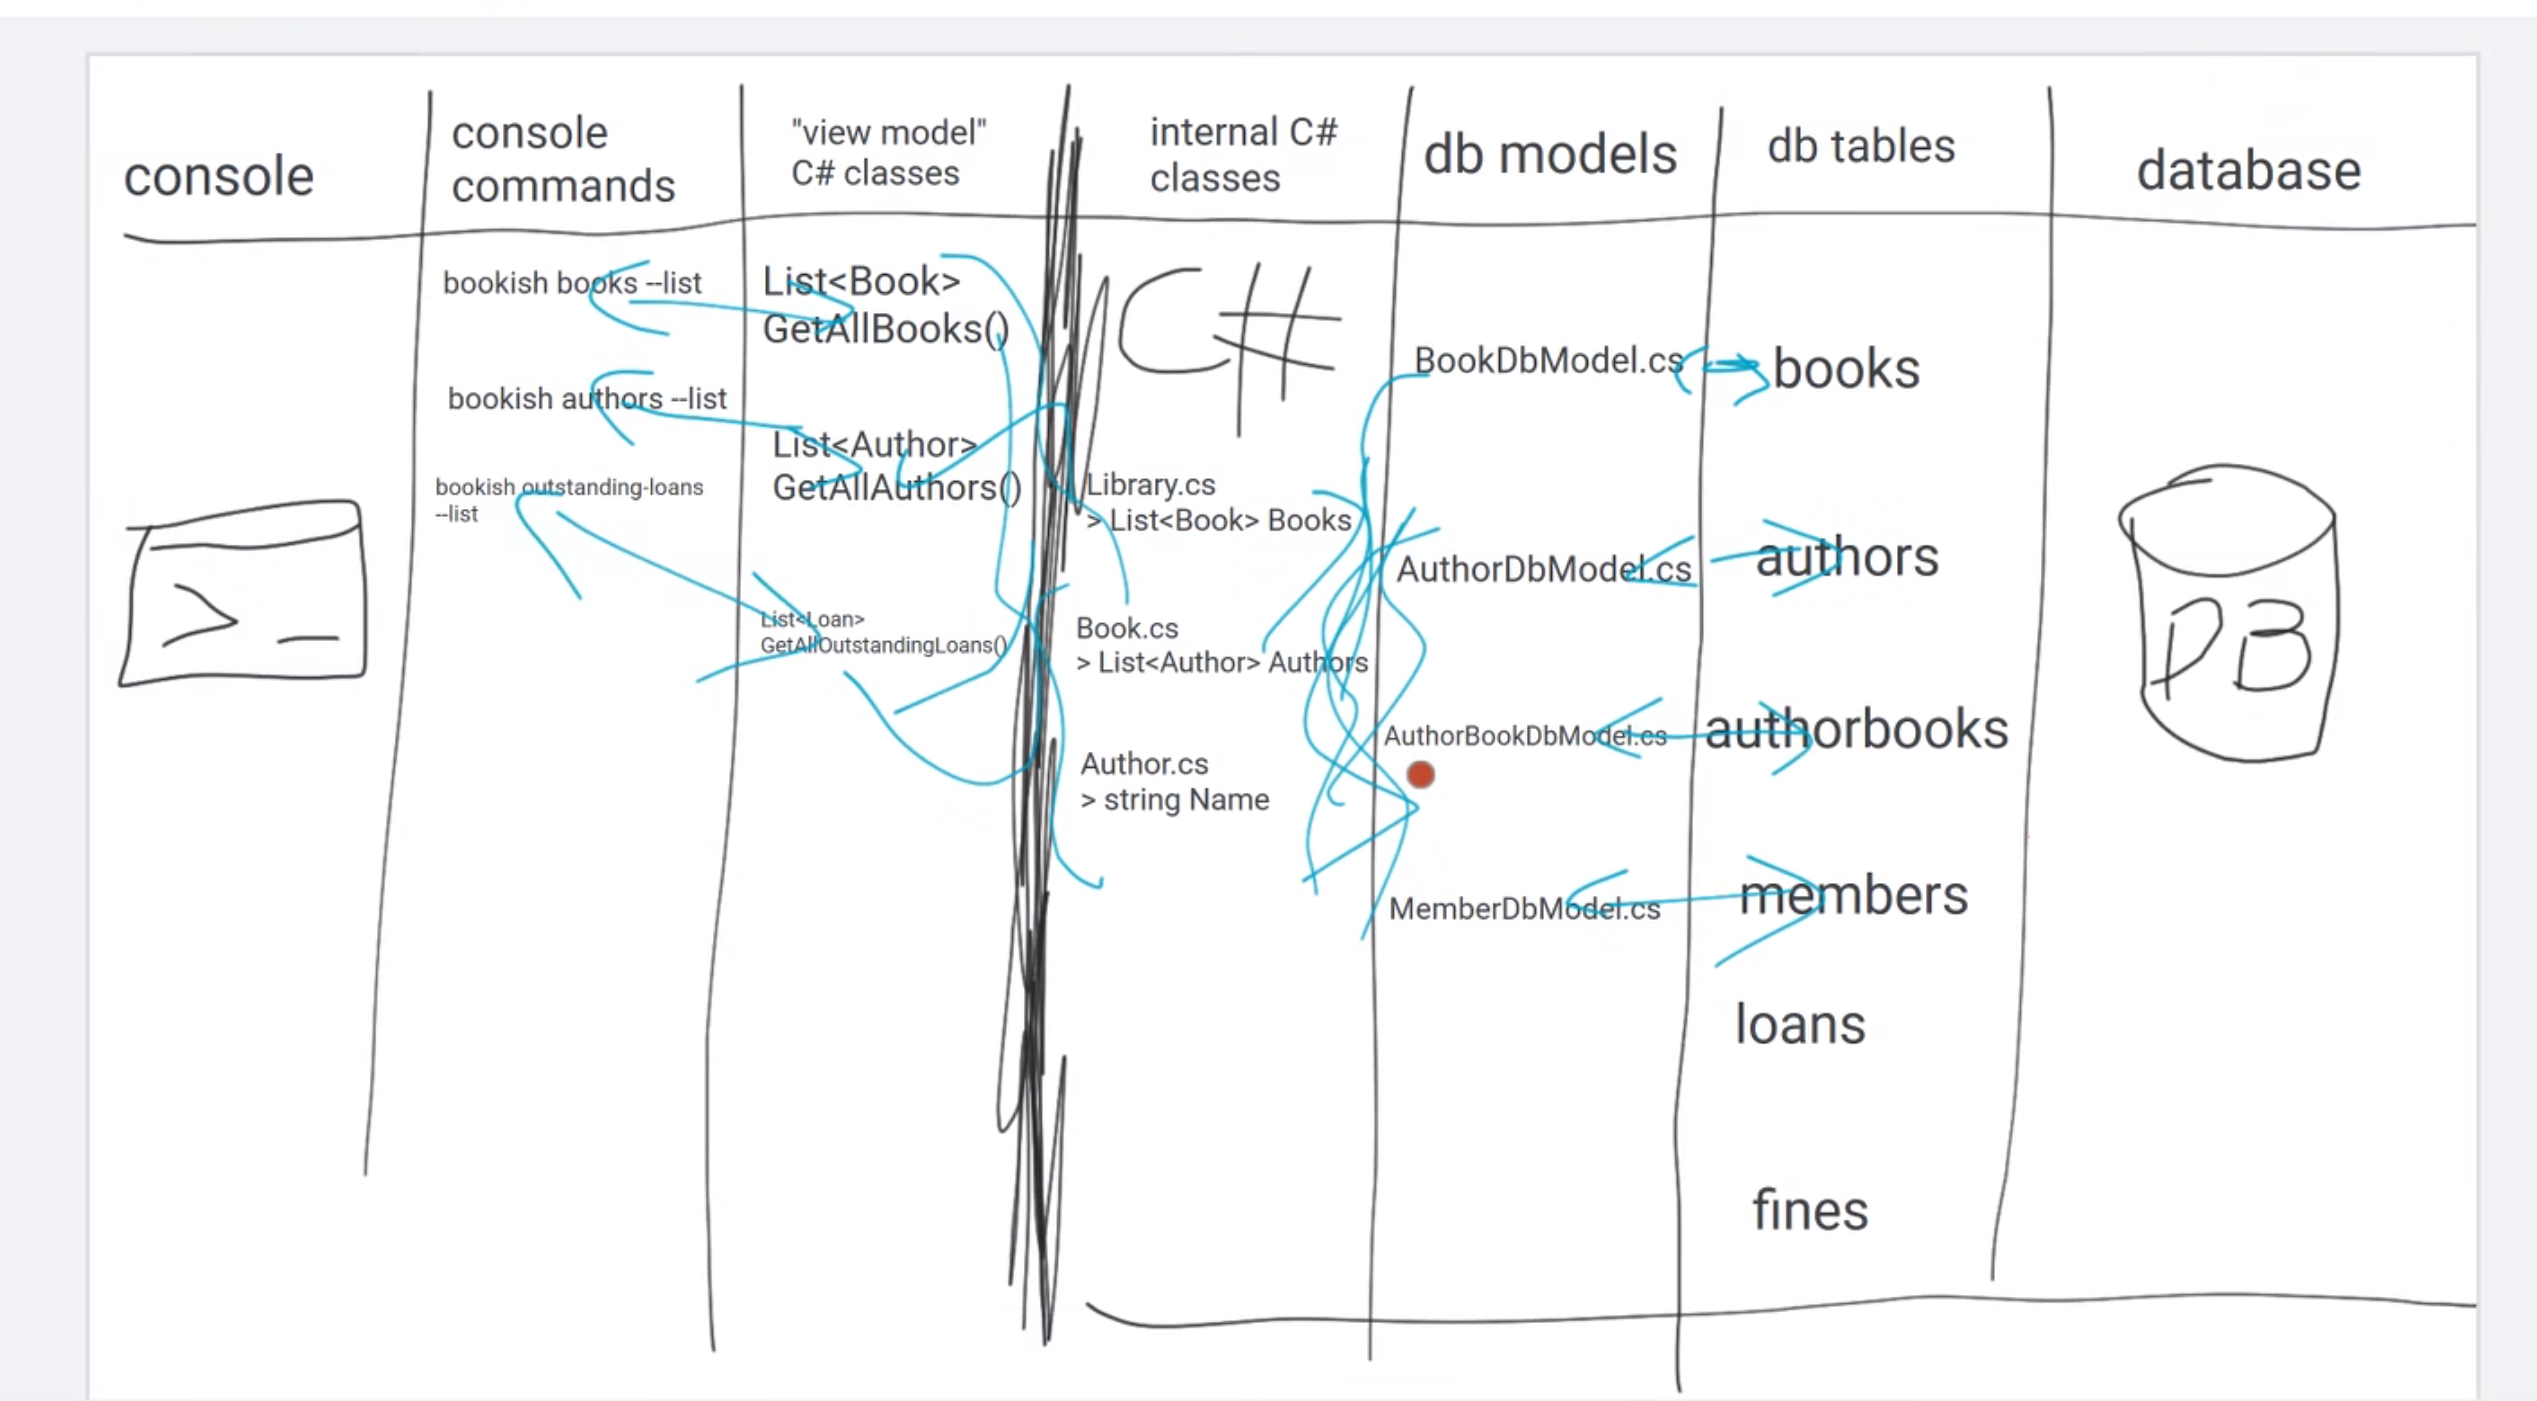 console
console
commands
"view model"
C# classes
internal C#
classes
db models
db tables
database
bookish books --list
bookish authors --list
bookish outstanding-loans
--list
>_
List<Book>
GetAllBooks()
List<Author>
GetAllAuthors()
List<Loan>
GetAllOutstandingLoans()
C#
Library.cs
> List<Book> Books
Book.cs
> List<Author> Authors
Author.cs
> string Name
BookDbModel.cs
AuthorDbModel.cs
AuthorBookDbModel.cs
MemberDbModel.cs
books
authors
authorbooks
members
loans
fines
DB